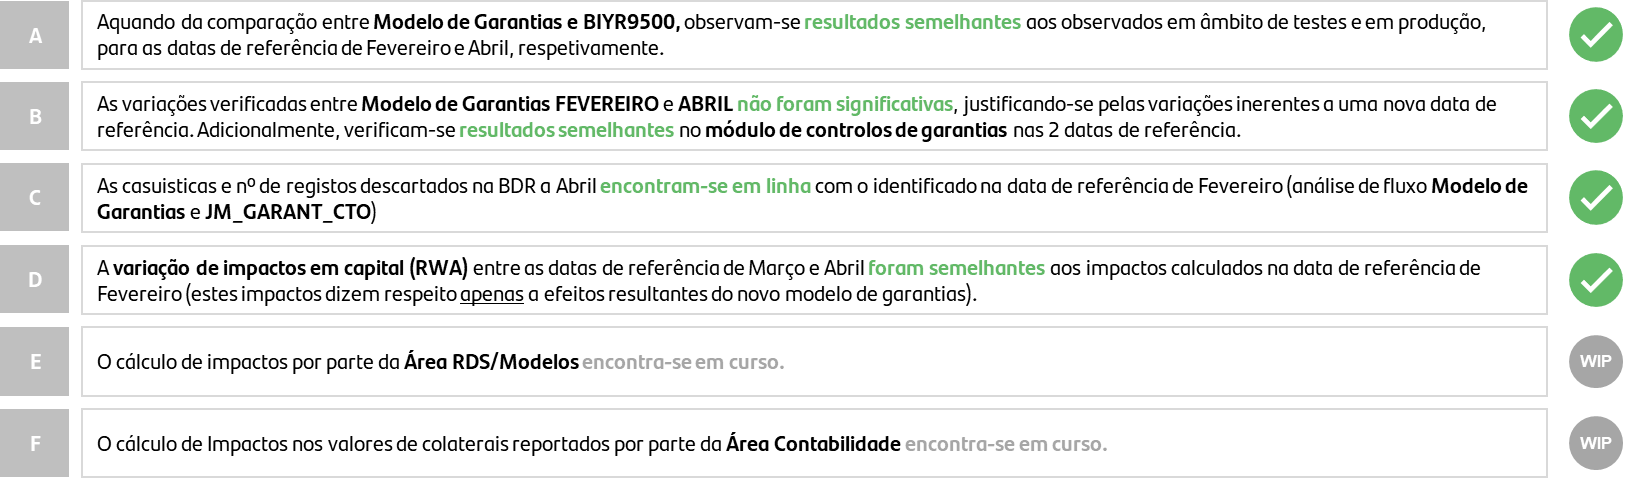 A
Aquando da comparação entre Modelo de Garantias e BIYR9500, observam-se resultados semelhantes aos observados em âmbito de testes e em produção,
para as datas de referência de Fevereiro e Abril, respetivamente.
B
As variações verificadas entre Modelo de Garantias FEVEREIRO e ABRIL não foram significativas, justificando-se pelas variações inerentes a uma nova data de
referência. Adicionalmente, verificam-se resultados semelhantes no módulo de controlos de garantias nas 2 datas de referência.
C
As casuisticas e nº de registos descartados na BDR a Abril encontram-se em linha com o identificado na data de referência de Fevereiro (análise de fluxo Modelo de
Garantias e JM_GARANT_CTO)
D
A variação de impactos em capital (RWA) entre as datas de referência de Março e Abril foram semelhantes aos impactos calculados na data de referência de
Fevereiro (estes impactos dizem respeito apenas a efeitos resultantes do novo modelo de garantias).
E
O cálculo de impactos por parte da Área RDS/Modelos encontra-se em curso.
WIP
F
O cálculo de Impactos nos valores de colaterais reportados por parte da Área Contabilidade encontra-se em curso.
WIP